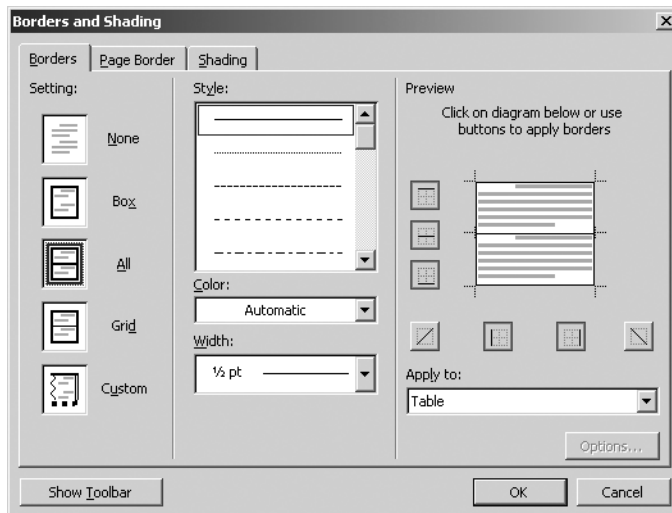 Borders and Shading
Borders
Page Border
Shading
Setting:
None
Box
All
Grid
Custom
Style:
Color:
Automatic
Width:
½ pt
Preview
Click on diagram below or use
buttons to apply borders
Apply to:
Table
Options...
Show Toolbar
OK
Cancel